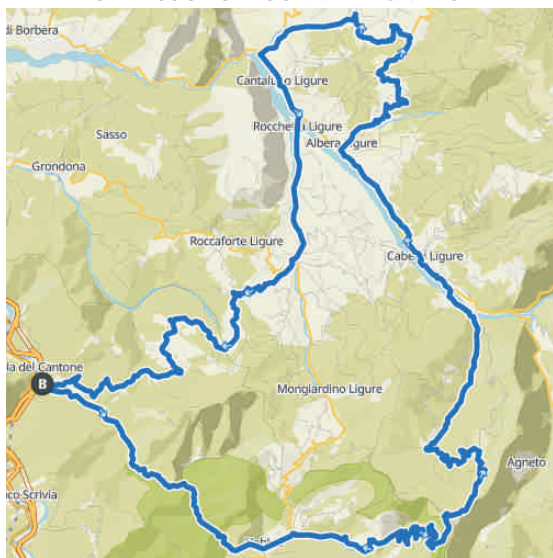 di Borbera
Cantalu o Ligure
Rocche a Ligure
Sasso
Albera igure
Grondona
Roccaforte Ligure
Cabe Ligure
la del Cantone
B
Mongiardino Ligure
Agneto
co Scrivia